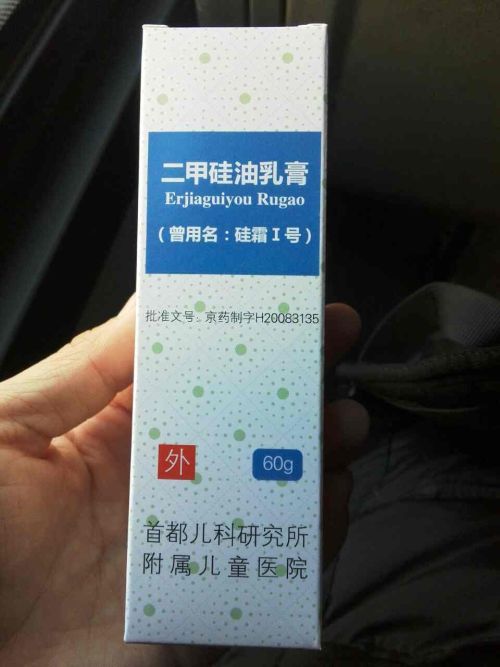 二甲硅油乳膏
Erjiaguiyou Rugao
（曾用名：硅霜Ⅰ号）
批准文号：京药制字H20083135
外
60g
首都儿科研究所
附属儿童医院